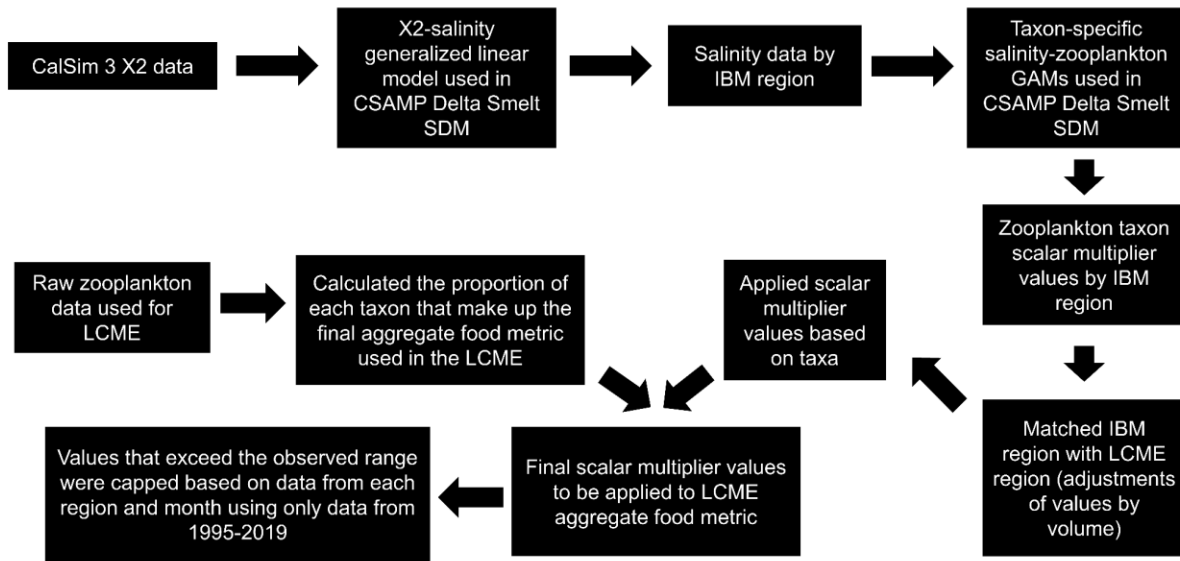 CalSim 3 X2 data
X2-salinity
generalized linear
model used in
CSAMP Delta Smelt
SDM
Salinity data by
IBM region
Taxon-specific
salinity-zooplankton
GAMs used in
CSAMP Delta Smelt
SDM
Zooplankton taxon
scalar multiplier
values by IBM
region
Matched IBM
region with LCME
region (adjustments
of values by
volume)
Applied scalar
multiplier
values based
on taxa
Raw zooplankton
data used for
LCME
Calculated the proportion of
each taxon that make up the
final aggregate food metric
used in the LCME
Final scalar multiplier values
to be applied to LCME
aggregate food metric
Values that exceed the observed range
were capped based on data from each
region and month using only data from
1995-2019